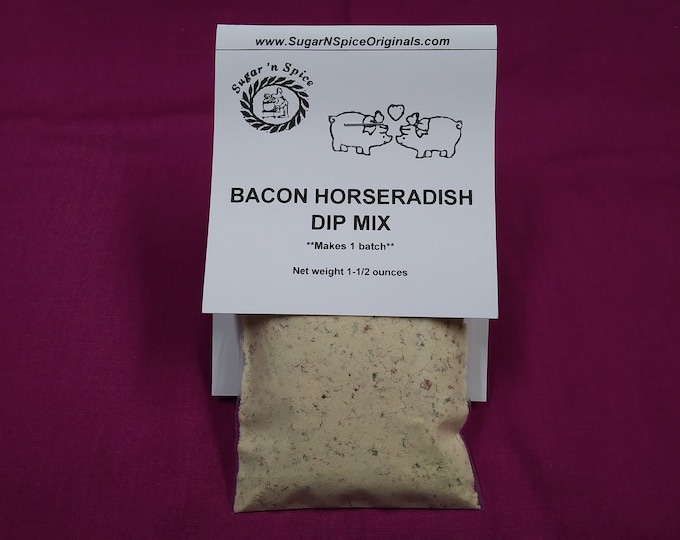 www.SugarNSpiceOriginals.com
Sugar 'n Spice
BACON HORSERADISH
DIP MIX
**Makes 1 batch**
Net weight 1-1/2 ounces